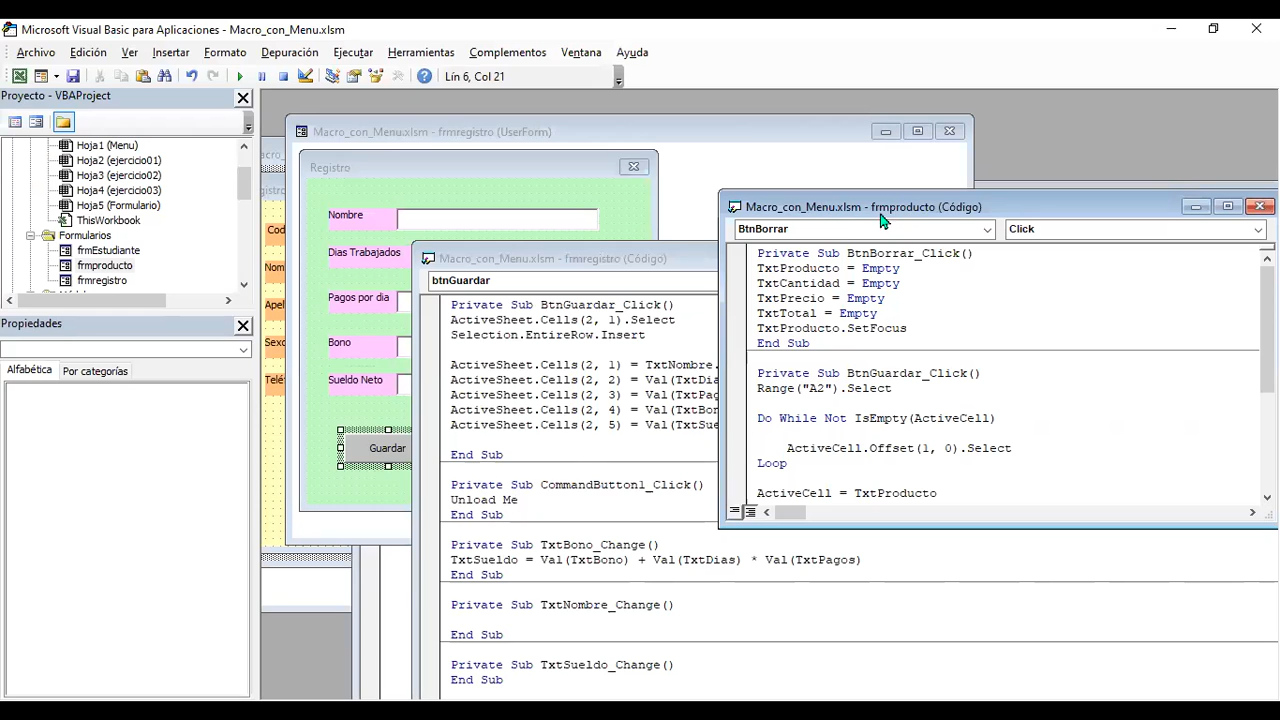 Microsoft Visual Basic para Aplicaciones - Macro_con_Menu.xlsm
Archivo Edición Ver Insertar Formato Depuración Ejecutar Herramientas Complementos Ventana Ayuda
Lín 6, Col 21
Proyecto - VBAProject
Hoja1 (Menu)
Hoja2 (ejercicio01)
Hoja3 (ejercicio02)
Hoja4 (ejercicio03)
Hoja5 (Formulario)
ThisWorkbook
Formularios
frmEstudiante
frmproducto
frmregistro
Propiedades
Alfabética Por categorías
Macro_con_Menu.xlsm - frmregistro (UserForm)
Registro
Nombre
Dias Trabajados
Pagos por dia
Bono
Sueldo Neto
Guardar
Macro_con_Menu.xlsm - frmregistro (Código)
btnGuardar
Private Sub BtnGuardar_Click()
ActiveSheet.Cells(2, 1).Select
Selection.EntireRow.Insert
ActiveSheet.Cells(2, 1) = TxtNombre.
ActiveSheet.Cells(2, 2) = Val(TxtDia
ActiveSheet.Cells(2, 3) = Val(TxtPag
ActiveSheet.Cells(2, 4) = Val(TxtBon
ActiveSheet.Cells(2, 5) = Val(TxtSue
End Sub
Private Sub CommandButton1_Click()
Unload Me
End Sub
Private Sub TxtBono_Change()
TxtSueldo = Val(TxtBono) + Val(TxtDias) * Val(TxtPagos)
End Sub
Private Sub TxtNombre_Change()
End Sub
Private Sub TxtSueldo_Change()
End Sub
Macro_con_Menu.xlsm - frmproducto (Código)
BtnBorrar Click
Private Sub BtnBorrar_Click()
TxtProducto = Empty
TxtCantidad = Empty
TxtPrecio = Empty
TxtTotal = Empty
TxtProducto.SetFocus
End Sub
Private Sub BtnGuardar_Click()
Range("A2").Select
Do While Not IsEmpty(ActiveCell)
ActiveCell.Offset(1, 0).Select
Loop
ActiveCell = TxtProducto